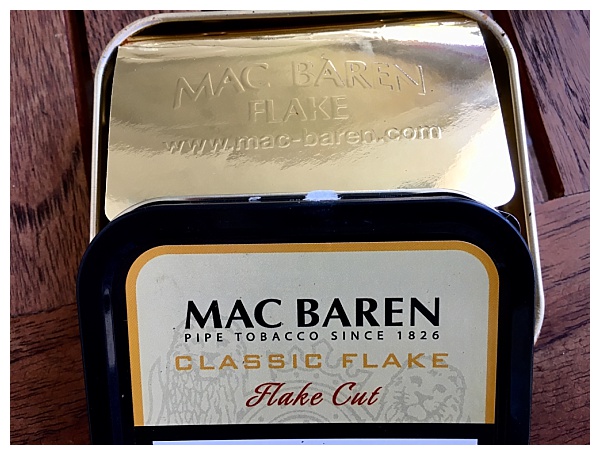 MAC BAREN
FLAKE
www.mac-baren.com
MAC BAREN
PIPE TOBACCO SINCE 1826
CLASSIC FLAKE
Flake Cut